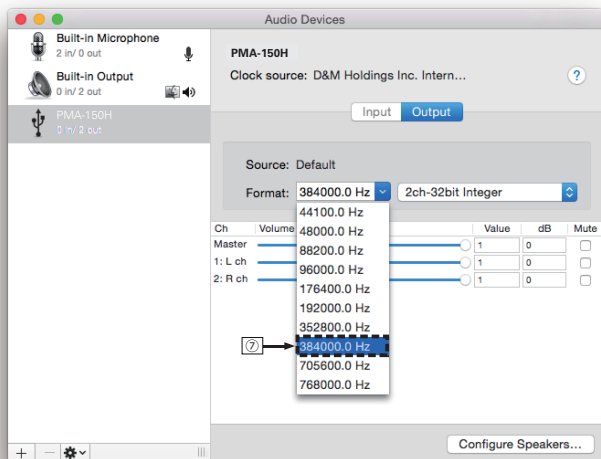 Audio Devices
Built-in Microphone
2 in/ 0 out
Built-in Output
0 in/ 2 out
PMA-150H
0 in/ 2 out
PMA-150H
Clock source: D&M Holdings Inc. Intern...
?
Input Output
Source: Default
Format: 384000.0 Hz 2ch-32bit Integer
44100.0 Hz
48000.0 Hz
88200.0 Hz
96000.0 Hz
176400.0 Hz
192000.0 Hz
352800.0 Hz
⑦ 384000.0 Hz
705600.0 Hz
768000.0 Hz
Ch Volume Value dB Mute
Master 1 0
1: L ch 1 0
2: R ch 1 0
Configure Speakers...